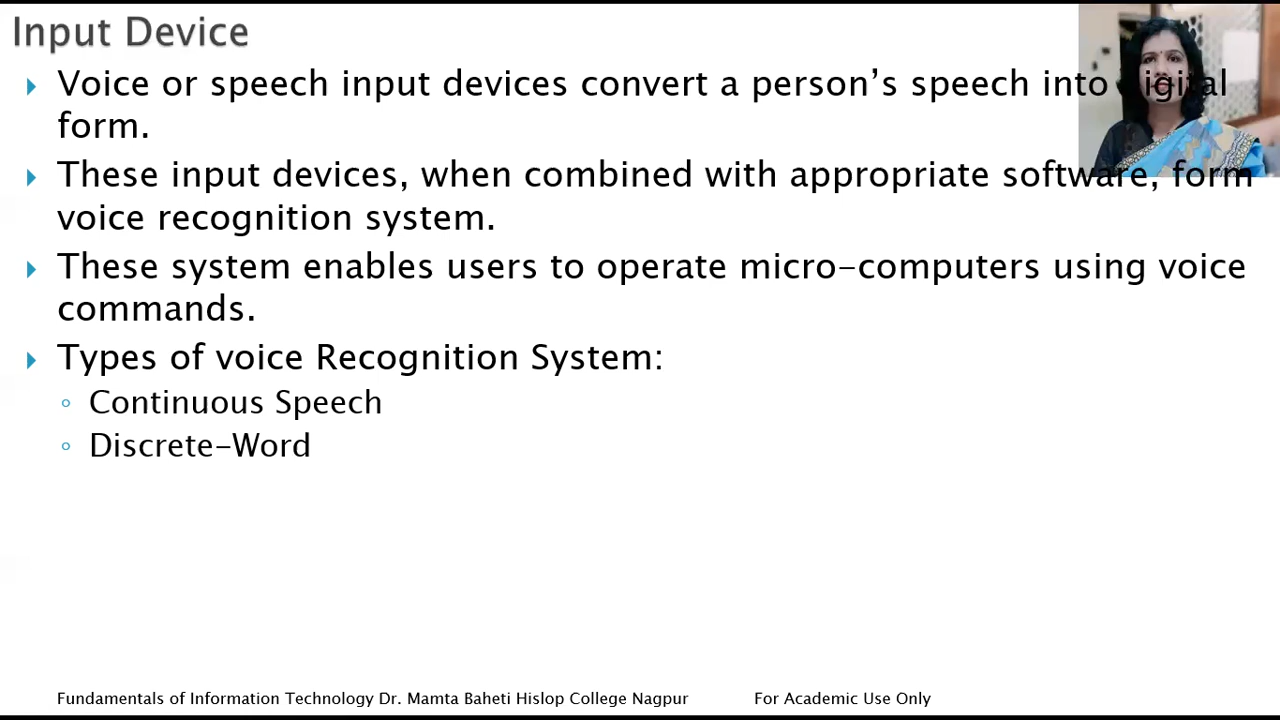 Input Device
Voice or speech input devices convert a person’s speech into digital
form.
These input devices, when combined with appropriate software, form
voice recognition system.
These system enables users to operate micro-computers using voice
commands.
Types of voice Recognition System:
Continuous Speech
Discrete-Word
Fundamentals of Information Technology Dr. Mamta Baheti Hislop College Nagpur For Academic Use Only